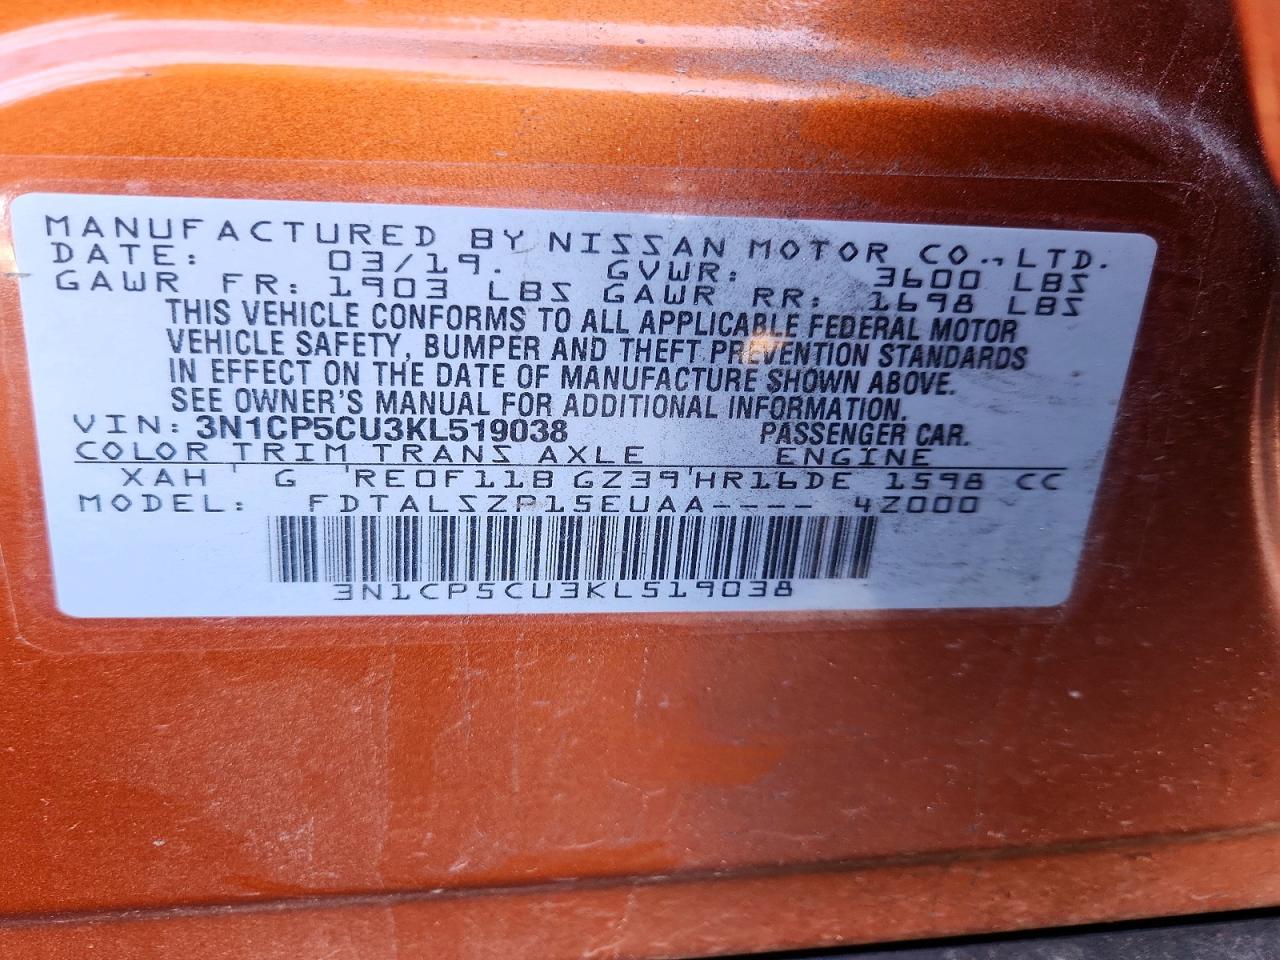 MANUFACTURED BY NISSAN MOTOR CO., LTD.
DATE: 03/19. GVWR: 3600 LBS
GAWR FR: 1903 LBS GAWR RR: 1698 LBS
THIS VEHICLE CONFORMS TO ALL APPLICABLE FEDERAL MOTOR
VEHICLE SAFETY, BUMPER AND THEFT PREVENTION STANDARDS
IN EFFECT ON THE DATE OF MANUFACTURE SHOWN ABOVE.
SEE OWNER'S MANUAL FOR ADDITIONAL INFORMATION.
VIN: 3N1CP5CU3KL519038 PASSENGER CAR.
COLOR TRIM TRANS AXLE ENGINE
XAH ' G 'RE0F11B GZ39'HR16DE 1598 CC
MODEL: FDTALSZP15EUAA---- 4Z000
3N1CP5CU3KL519038